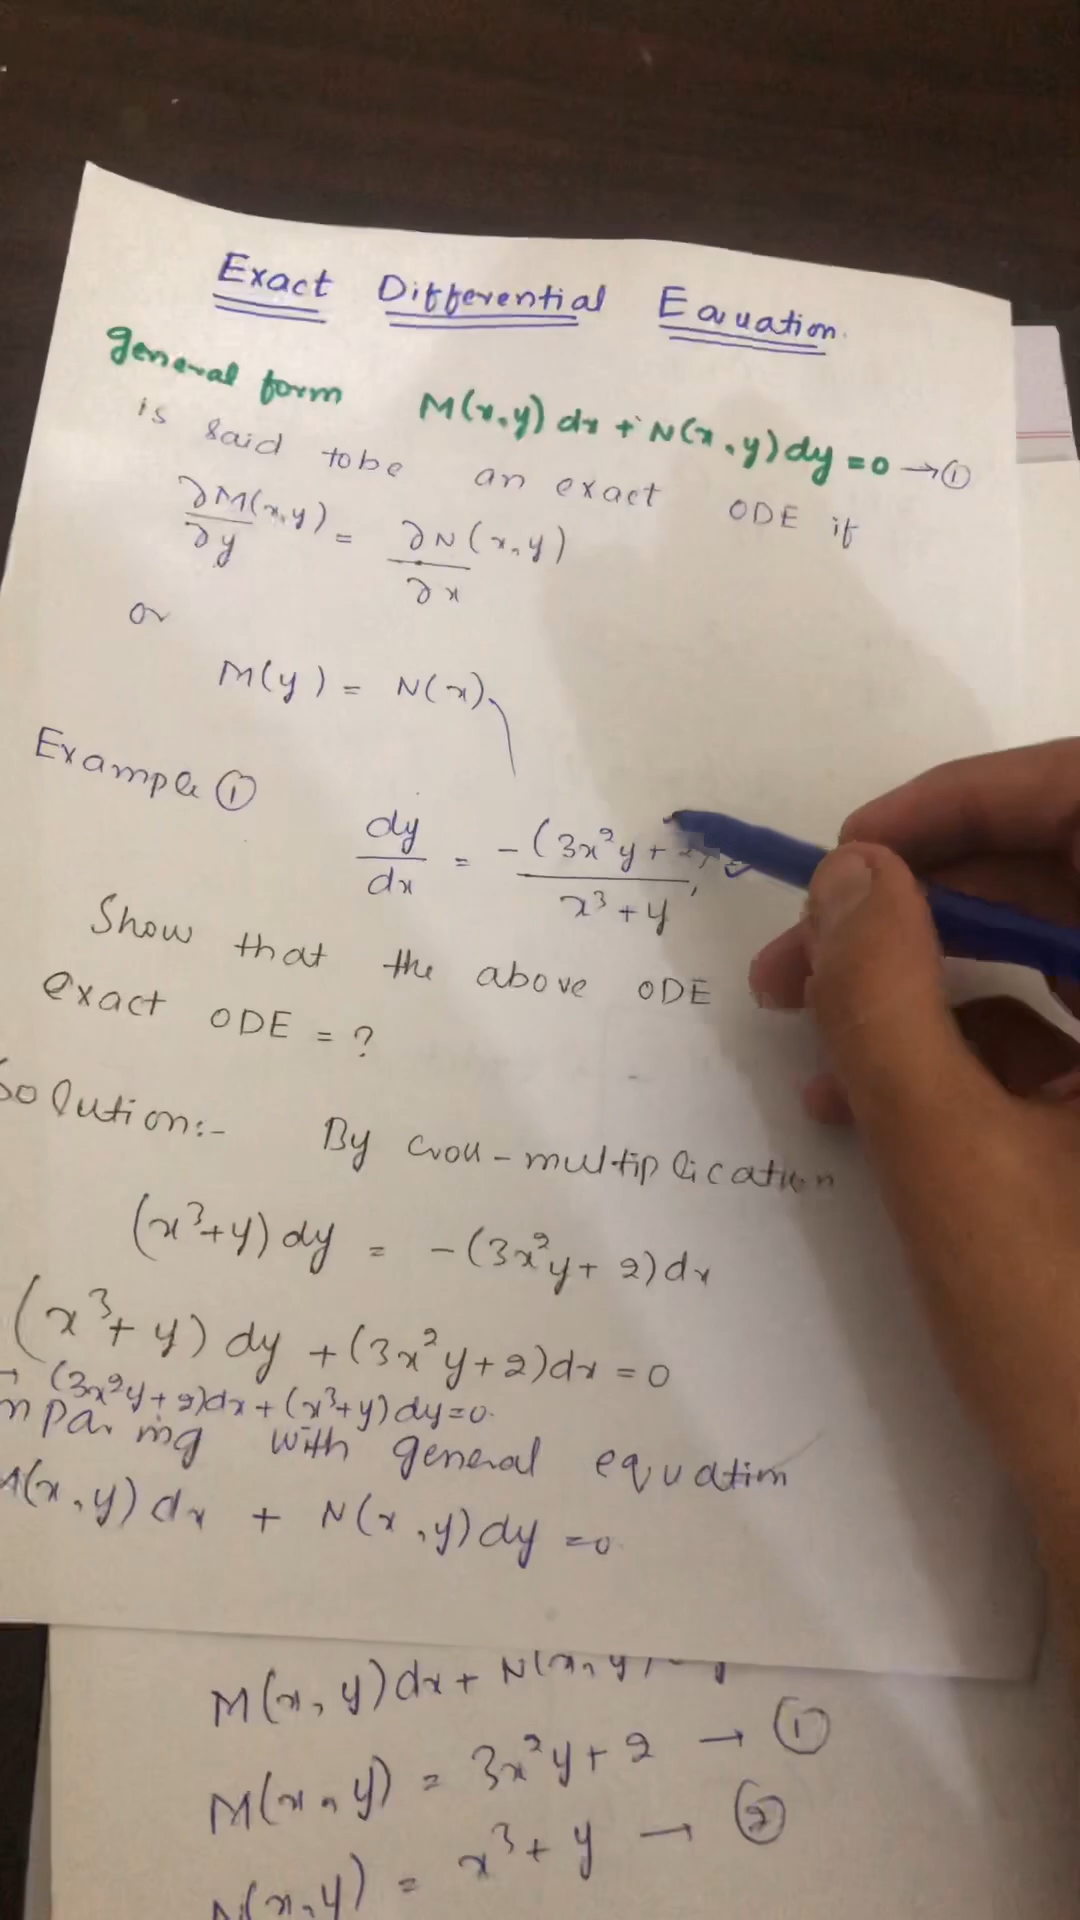 Exact Differential Equation.
general form M(x,y) dx + N(x,y) dy = 0 → ①
is said tobe an exact ODE if
∂M(x,y)/∂y = ∂N(x,y)/∂x
or
M(y) = N(x)
Example ①
dy/dx = -(3x²y + 2)/x³+y,
Show that the above ODE
exact ODE = ?
Solution:- By cross-multiplication
(x³+y) dy = -(3x²y + 2) dx
(x³+y) dy + (3x²y+2)dx = 0
(3x²y+2)dx + (x³+y)dy=0.
with general equation
M(x,y) dx + N(x,y) dy =0.
M(x,y) dx + N(x,y)
M(x,y) = 3x²y + 2 → ①
N(x,y) = x³ + y → ②